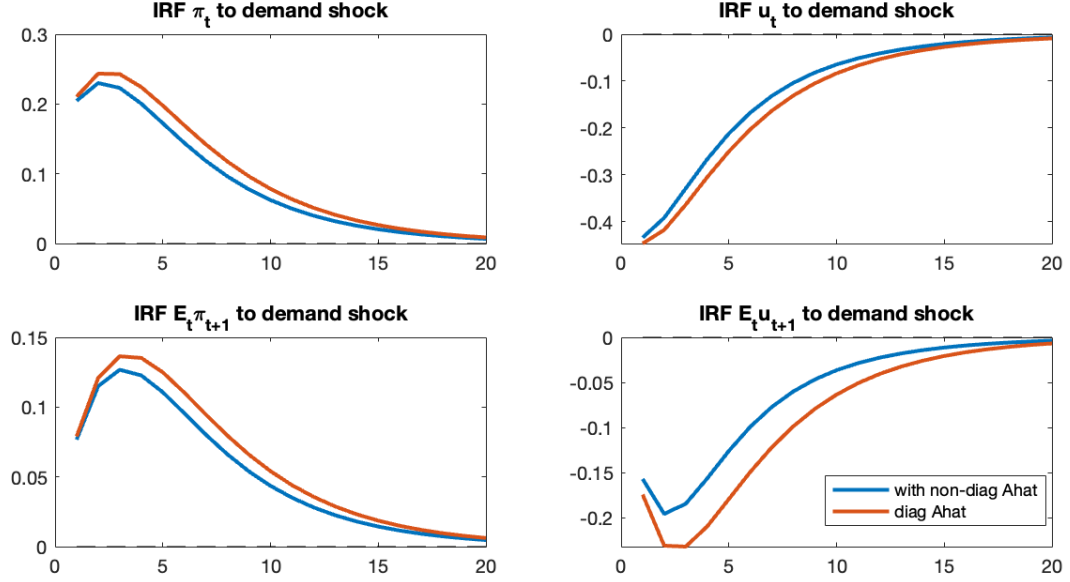 IRF πt to demand shock
0.3
0.2
0.1
0
0 5 10 15 20
IRF ut to demand shock
0
-0.1
-0.2
-0.3
-0.4
0 5 10 15 20
IRF Etπt+1 to demand shock
0.15
0.1
0.05
0
0 5 10 15 20
IRF Etut+1 to demand shock
0
-0.05
-0.1
-0.15
-0.2
with non-diag Ahat
diag Ahat
0 5 10 15 20